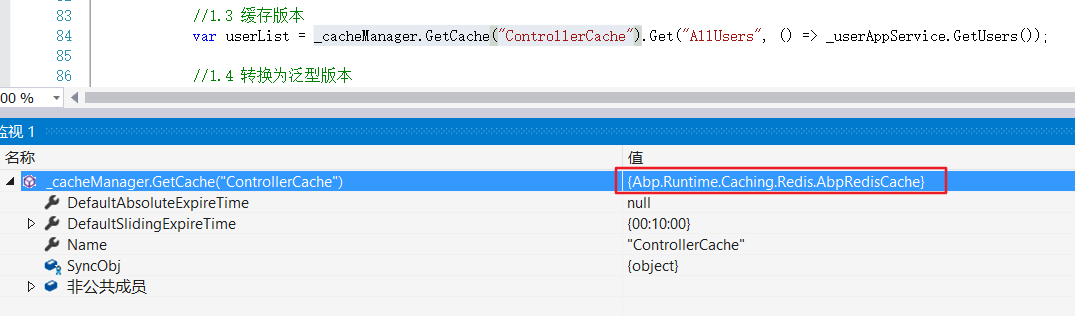 83 //1.3 缓存版本
84 var userList = _cacheManager.GetCache("ControllerCache").Get("AllUsers", () => _userAppService.GetUsers());
85
86 //1.4 转换为泛型版本
00 %
监视 1
名称 值
_cacheManager.GetCache("ControllerCache") {Abp.Runtime.Caching.Redis.AbpRedisCache}
DefaultAbsoluteExpireTime null
DefaultSlidingExpireTime {00:10:00}
Name "ControllerCache"
SyncObj {object}
非公共成员